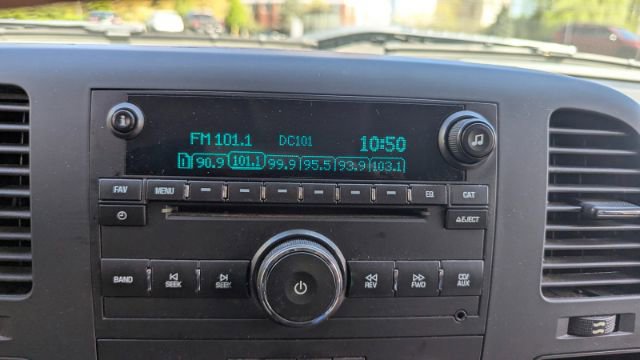 FM 101.1 DC101 10:50
1 90.9 101.1 99.9 95.5 93.9 103.1
FAV MENU EQ CAT
EJECT
BAND SEEK SEEK REV FWD CD/AUX